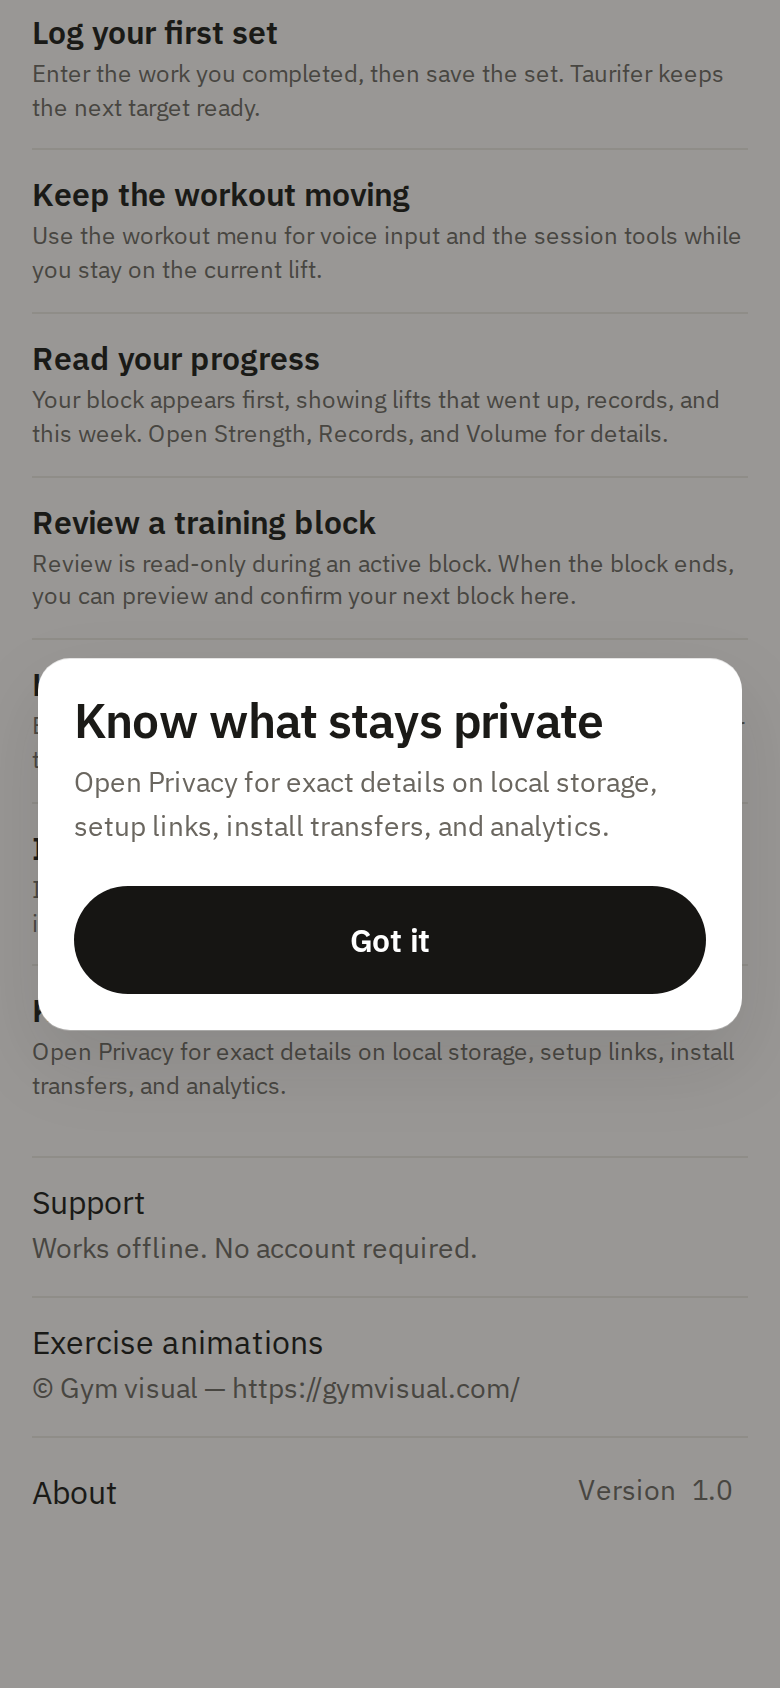 Log your first set
Enter the work you completed, then save the set. Taurifer keeps
the next target ready.
Keep the workout moving
Use the workout menu for voice input and the session tools while
you stay on the current lift.
Read your progress
Your block appears first, showing lifts that went up, records, and
this week. Open Strength, Records, and Volume for details.
Review a training block
Review is read-only during an active block. When the block ends,
you can preview and confirm your next block here.
Know what stays private
Open Privacy for exact details on local storage,
setup links, install transfers, and analytics.
Got it
Open Privacy for exact details on local storage, setup links, install
transfers, and analytics.
Support
Works offline. No account required.
Exercise animations
© Gym visual — https://gymvisual.com/
About
Version 1.0